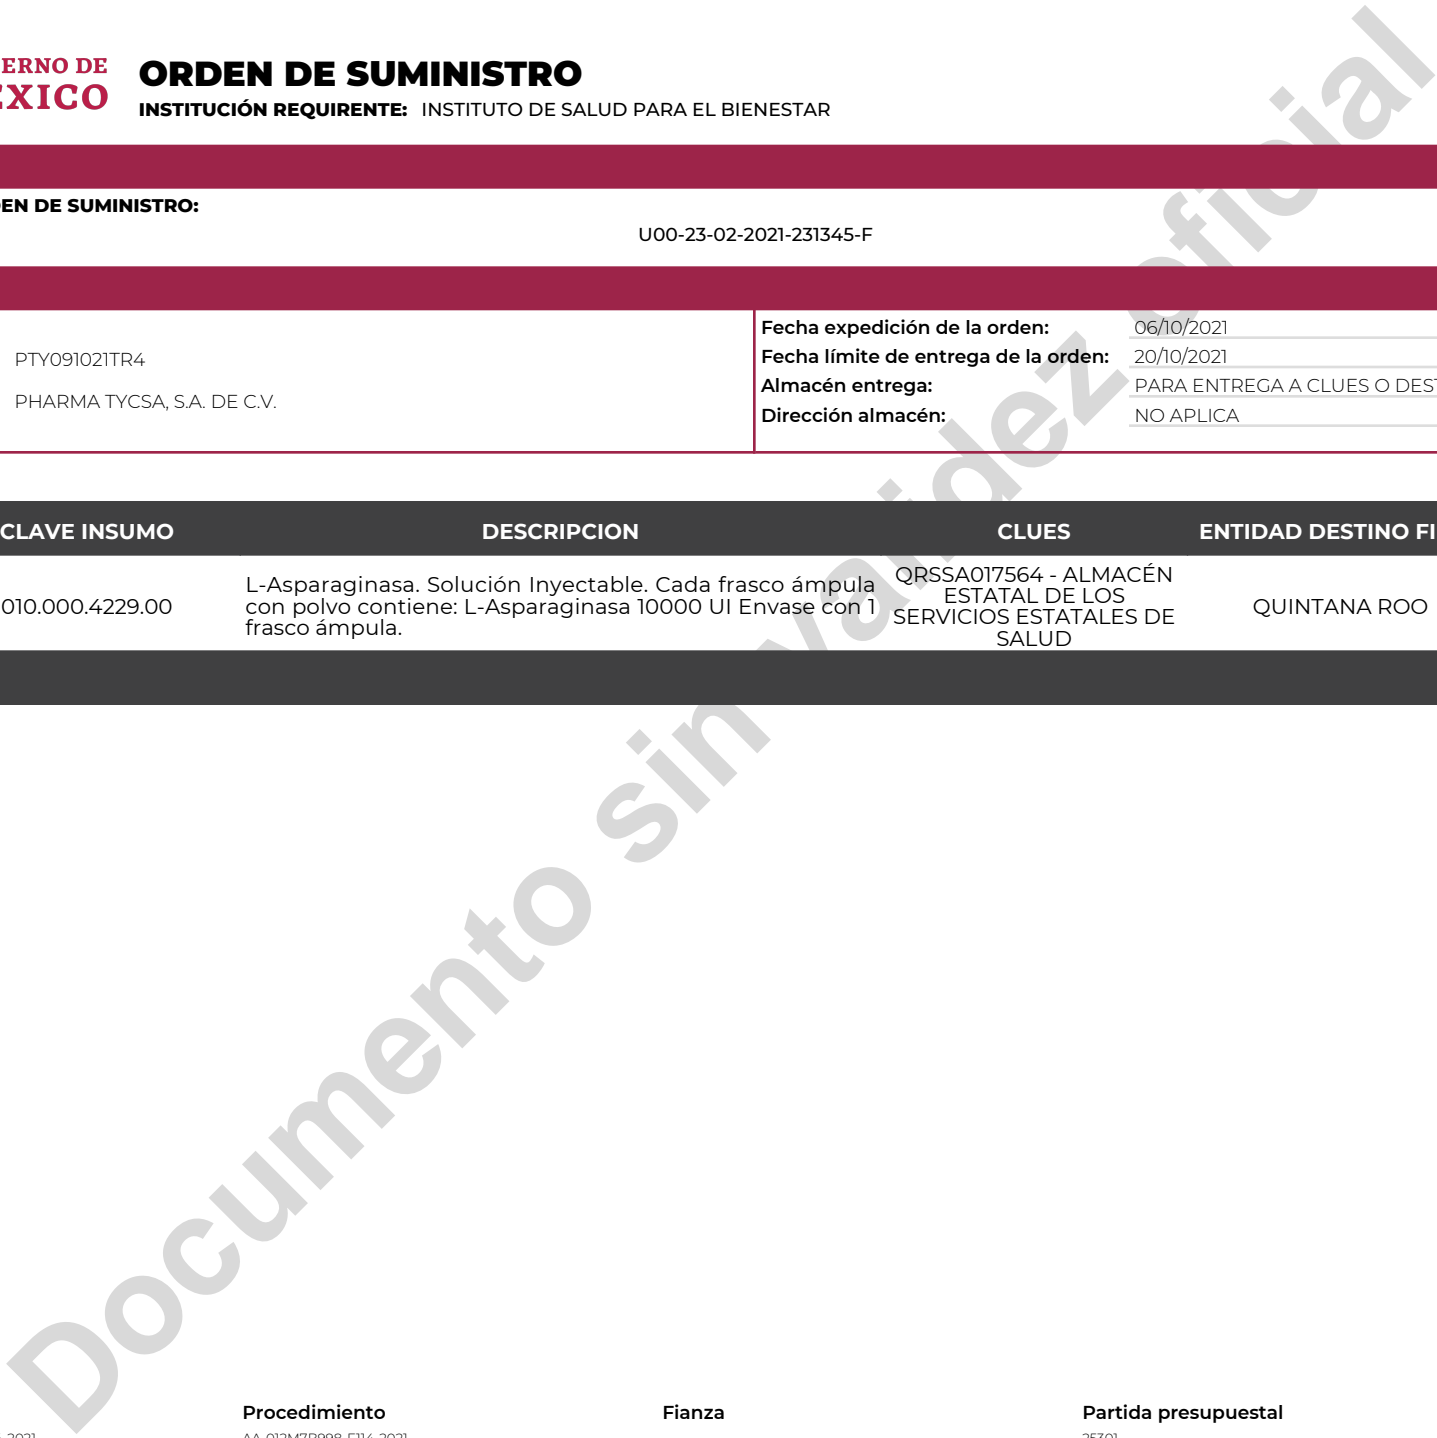 ERNO DE
ÉXICO
ORDEN DE SUMINISTRO
INSTITUCIÓN REQUIRENTE: INSTITUTO DE SALUD PARA EL BIENESTAR
EN DE SUMINISTRO:
U00-23-02-2021-231345-F
PTY091021TR4
PHARMA TYCSA, S.A. DE C.V.
Fecha expedición de la orden: 06/10/2021
Fecha límite de entrega de la orden: 20/10/2021
Almacén entrega: PARA ENTREGA A CLUES O DEST
Dirección almacén: NO APLICA
CLAVE INSUMO DESCRIPCION CLUES ENTIDAD DESTINO FI
010.000.4229.00
L-Asparaginasa. Solución Inyectable. Cada frasco ámpula
con polvo contiene: L-Asparaginasa 10000 UI Envase con 1
frasco ámpula.
QRSSA017564 - ALMACÉN
ESTATAL DE LOS
SERVICIOS ESTATALES DE
SALUD
QUINTANA ROO
Documento sin validez oficial
Procedimiento Fianza Partida presupuestal